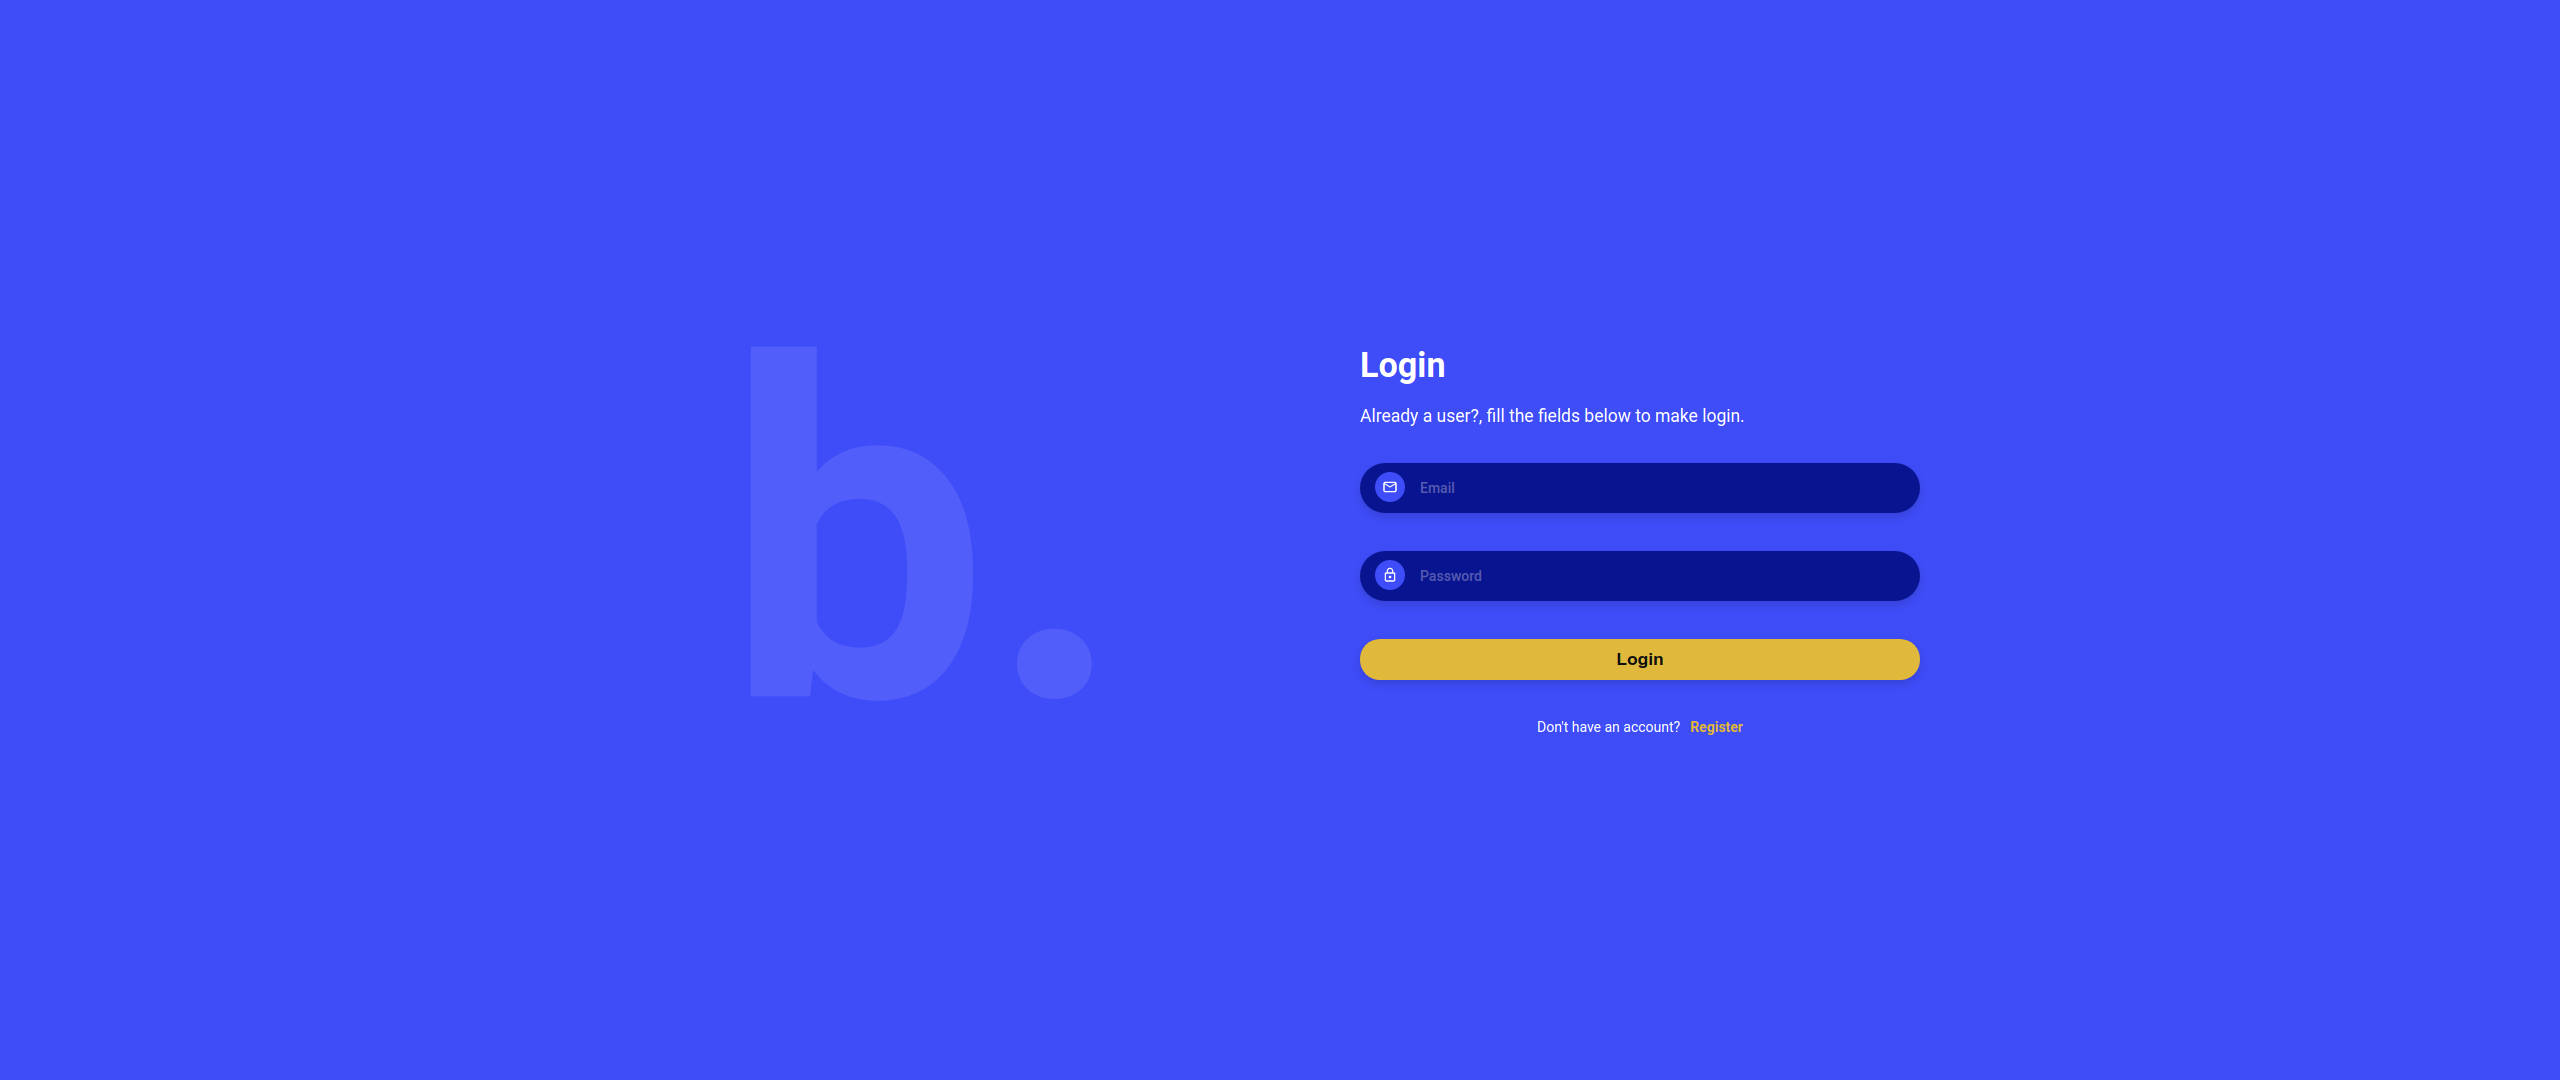 b.
Login
Already a user?, fill the fields below to make login.
Email
Password
Login
Don't have an account? Register